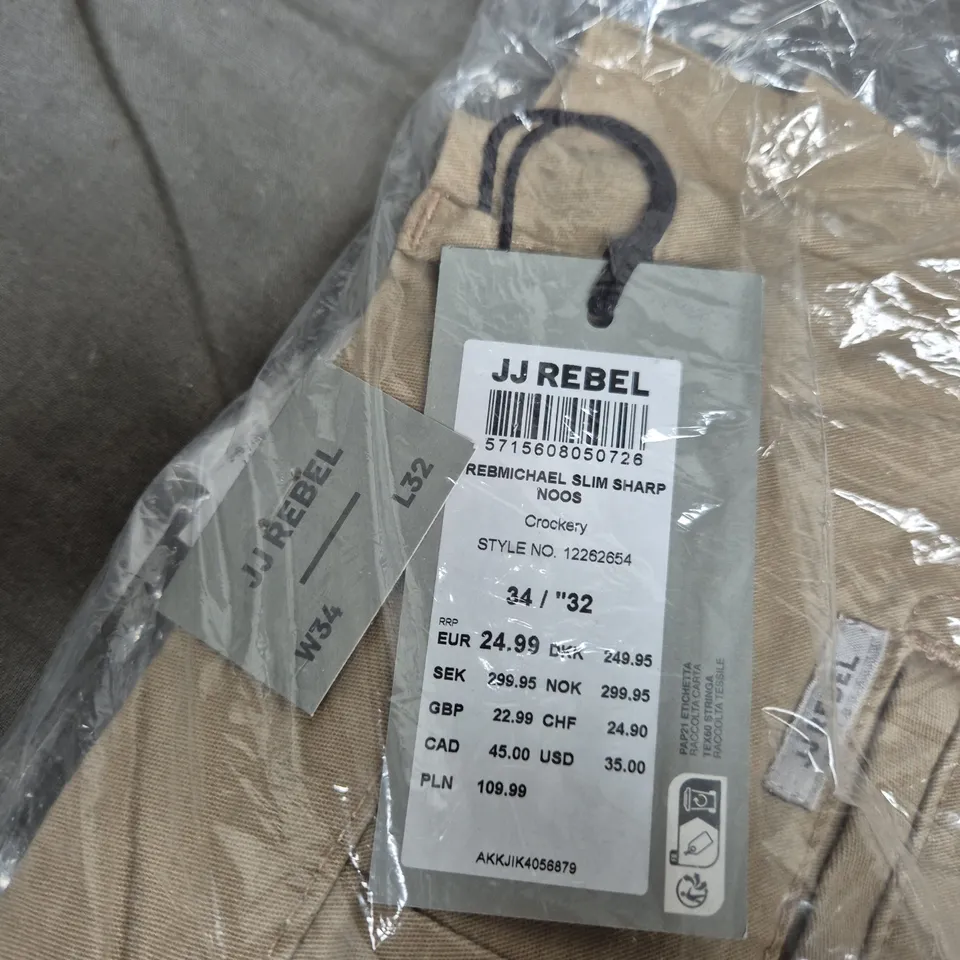 JJ REBEL
5715608050726
REBMICHAEL SLIM SHARP
NOOS
Crockery
STYLE NO. 12262654
34 / "32
RRP
EUR 24.99 DKK 249.95
SEK 299.95 NOK 299.95
GBP 22.99 CHF 24.90
CAD 45.00 USD 35.00
PLN 109.99
AKKJIK4056879
PAP21 ETICHETTA
RACCOLTA CARTA
TEX60 STRINGA
RACCOLTA TESSILE
JJ REBEL
W34
L32
JJ REBEL